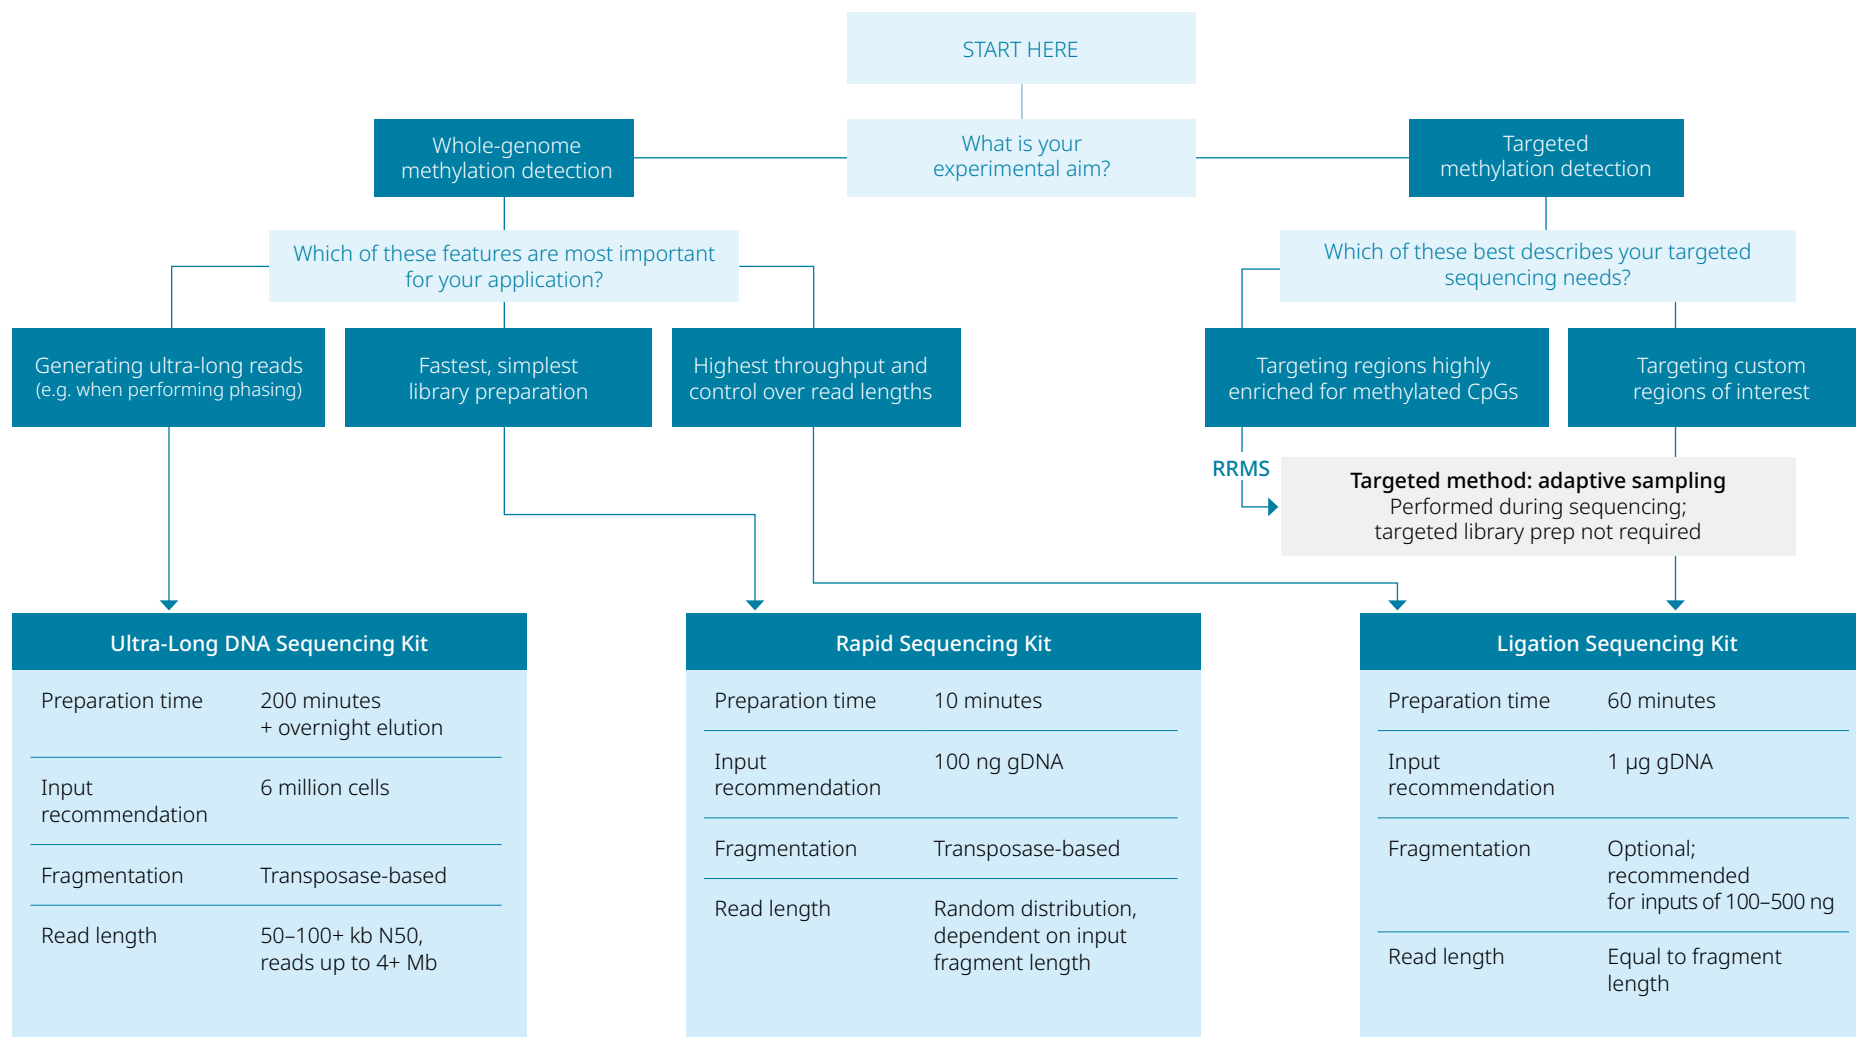 START HERE
What is your
experimental aim?
Whole-genome
methylation detection
Targeted
methylation detection
Which of these features are most important
for your application?
Which of these best describes your targeted
sequencing needs?
Generating ultra-long reads
(e.g. when performing phasing)
Fastest, simplest
library preparation
Highest throughput and
control over read lengths
Targeting regions highly
enriched for methylated CpGs
Targeting custom
regions of interest
RRMS
Targeted method: adaptive sampling
Performed during sequencing;
targeted library prep not required
Ultra-Long DNA Sequencing Kit
Preparation time
200 minutes
+ overnight elution
Input
recommendation
6 million cells
Fragmentation
Transposase-based
Read length
50–100+ kb N50,
reads up to 4+ Mb
Rapid Sequencing Kit
Preparation time
10 minutes
Input
recommendation
100 ng gDNA
Fragmentation
Transposase-based
Read length
Random distribution,
dependent on input
fragment length
Ligation Sequencing Kit
Preparation time
60 minutes
Input
recommendation
1 µg gDNA
Fragmentation
Optional;
recommended
for inputs of 100–500 ng
Read length
Equal to fragment
length